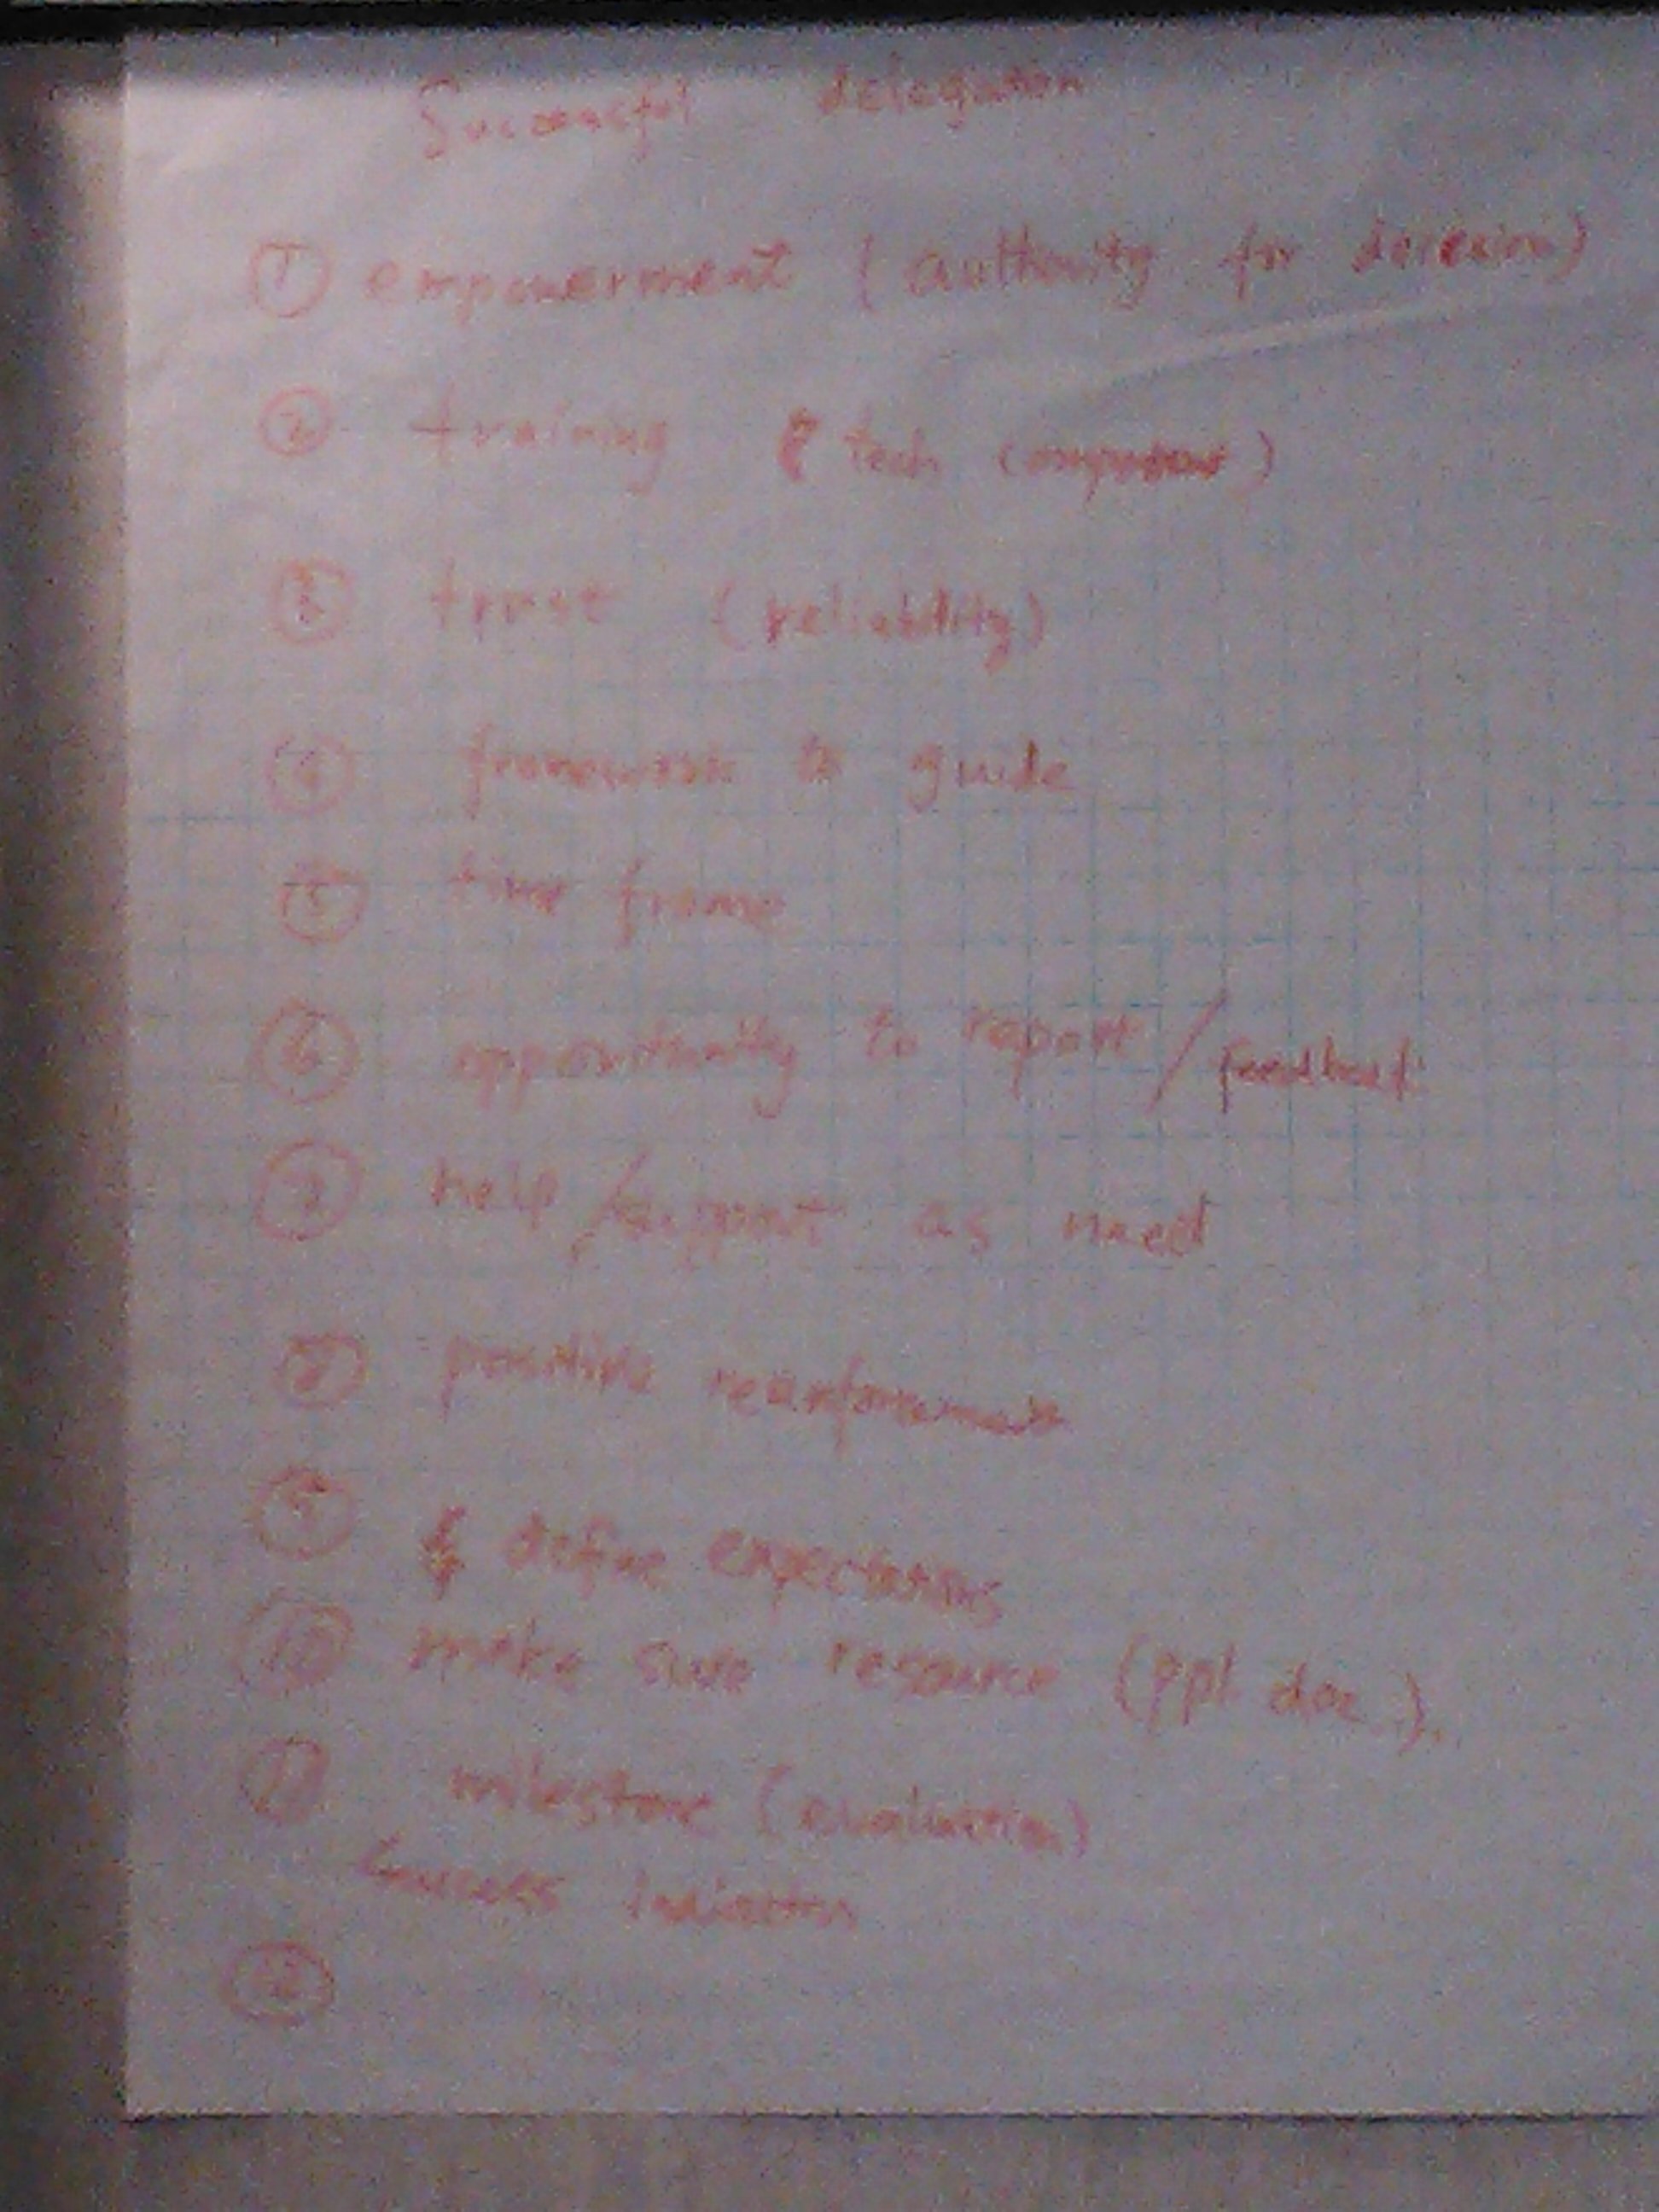 Successful delegation
① empowerment (authority for decision)
② training & tech
③ trust (reliability)
④ framework to guide
⑤ time frame
⑥ opportunity to report / feedback
⑦ help / support as need
⑧ positive reinforcement
⑨ define expectations
⑩ make sure resource (ppl. doc.).
⑪ milestone (evaluation)
success indicators
⑫